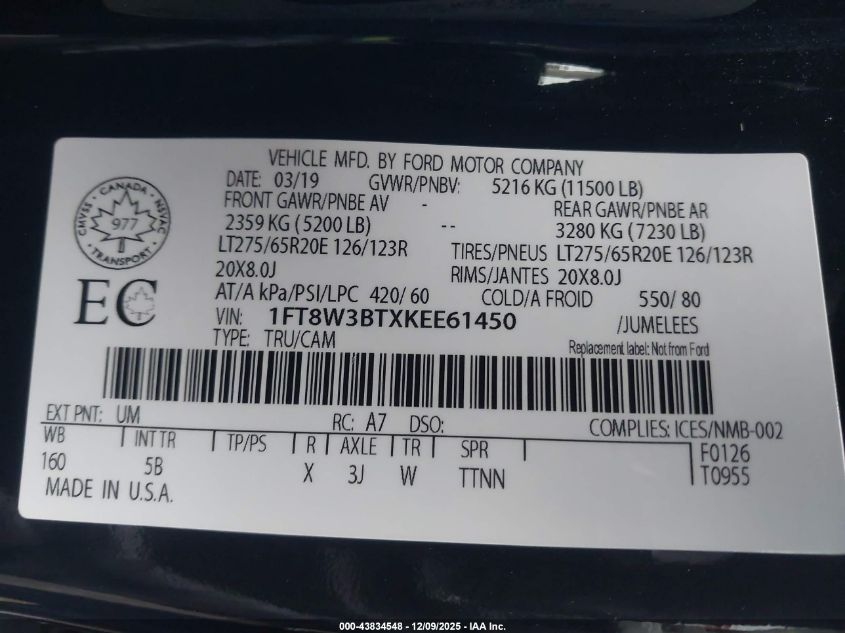 VEHICLE MFD. BY FORD MOTOR COMPANY
DATE: 03/19 GVWR/PNBV: 5216 KG (11500 LB)
FRONT GAWR/PNBE AV - REAR GAWR/PNBE AR
2359 KG (5200 LB) -- 3280 KG (7230 LB)
LT275/65R20E 126/123R TIRES/PNEUS LT275/65R20E 126/123R
20X8.0J RIMS/JANTES 20X8.0J
AT/A kPa/PSI/LPC 420/ 60 COLD/A FROID 550/ 80
VIN: 1FT8W3BTXKEE61450 /JUMELEES
TYPE: TRU/CAM Replacement label: Not from Ford
CANADA
CMVSS 977 NSVAC
TRANSPORT
EC
EXT PNT: UM RC: A7 DSO: COMPLIES: ICES/NMB-002
WB INT TR TP/PS R AXLE TR SPR F0126
160 5B X 3J W TTNN T0955
MADE IN U.S.A.
000-43834548 - 12/09/2025 - IAA Inc.